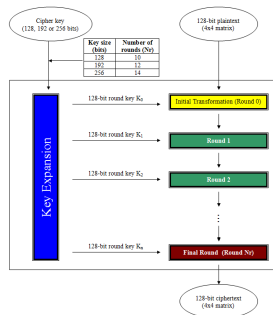 Cipher key
(128, 192 or 256 bits)
128-bit plaintext
(4x4 matrix)
Key size (bits) Number of rounds (Nr)
128 10
192 12
256 14
Key Expansion
128-bit round key K₀
Initial Transformation (Round 0)
128-bit round key K₁
Round 1
128-bit round key K₂
Round 2
128-bit round key Kₙ
Final Round (Round Nr)
128-bit ciphertext
(4x4 matrix)